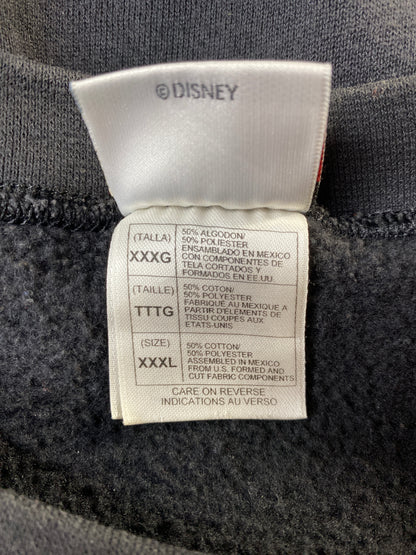 ©DISNEY
(TALLA)
XXXG
50% ALGODON/
50% POLIESTER
ENSAMBLADO EN MEXICO
CON COMPONENTES DE
TELA CORTADOS Y
FORMADOS EN EE.UU
(TAILLE)
TTTG
50% COTON/
50% POLYESTER
FABRIQUÉ AU MEXIQUE A
PARTIR D'ÉLÉMENTS DE
TISSU COUPÉS AUX
ETATS-UNIS
(SIZE)
XXXL
50% COTTON/
50% POLYESTER
ASSEMBLED IN MEXICO
FROM U.S. FORMED AND
CUT FABRIC COMPONENTS
CARE ON REVERSE
INDICATIONS AU VERSO